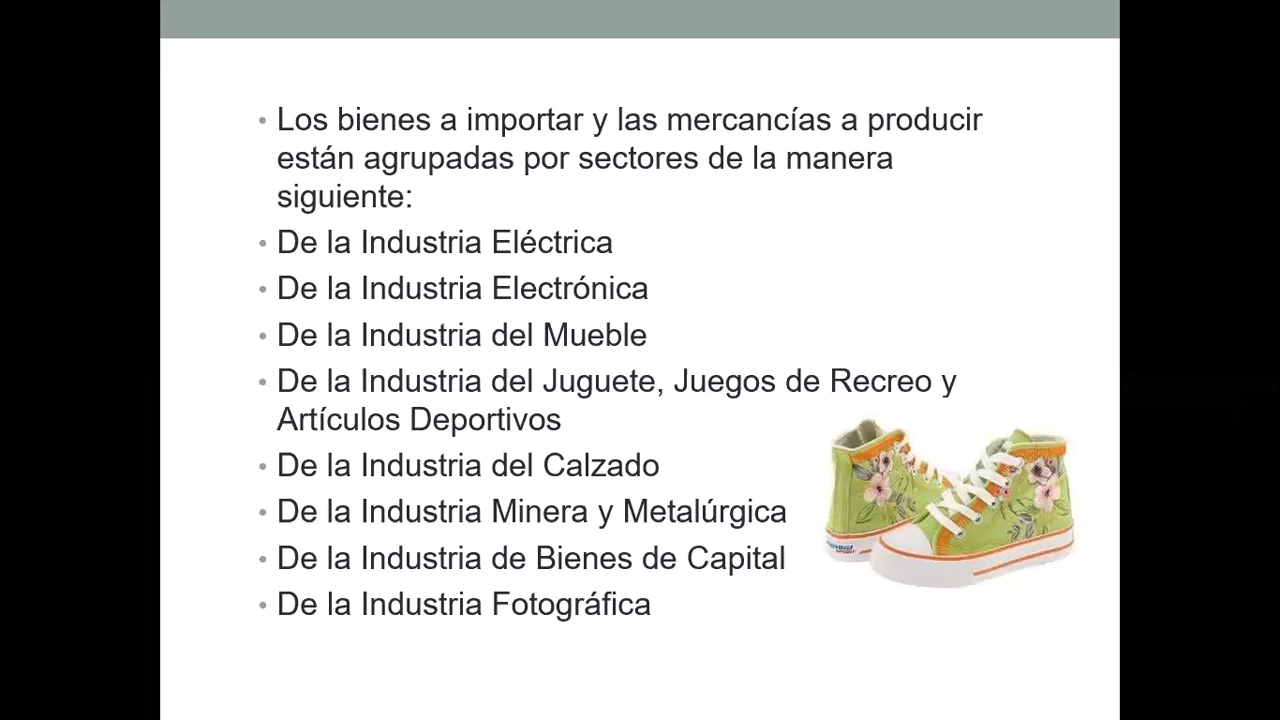 • Los bienes a importar y las mercancías a producir
están agrupadas por sectores de la manera
siguiente:
• De la Industria Eléctrica
• De la Industria Electrónica
• De la Industria del Mueble
• De la Industria del Juguete, Juegos de Recreo y
Artículos Deportivos
• De la Industria del Calzado
• De la Industria Minera y Metalúrgica
• De la Industria de Bienes de Capital
• De la Industria Fotográfica